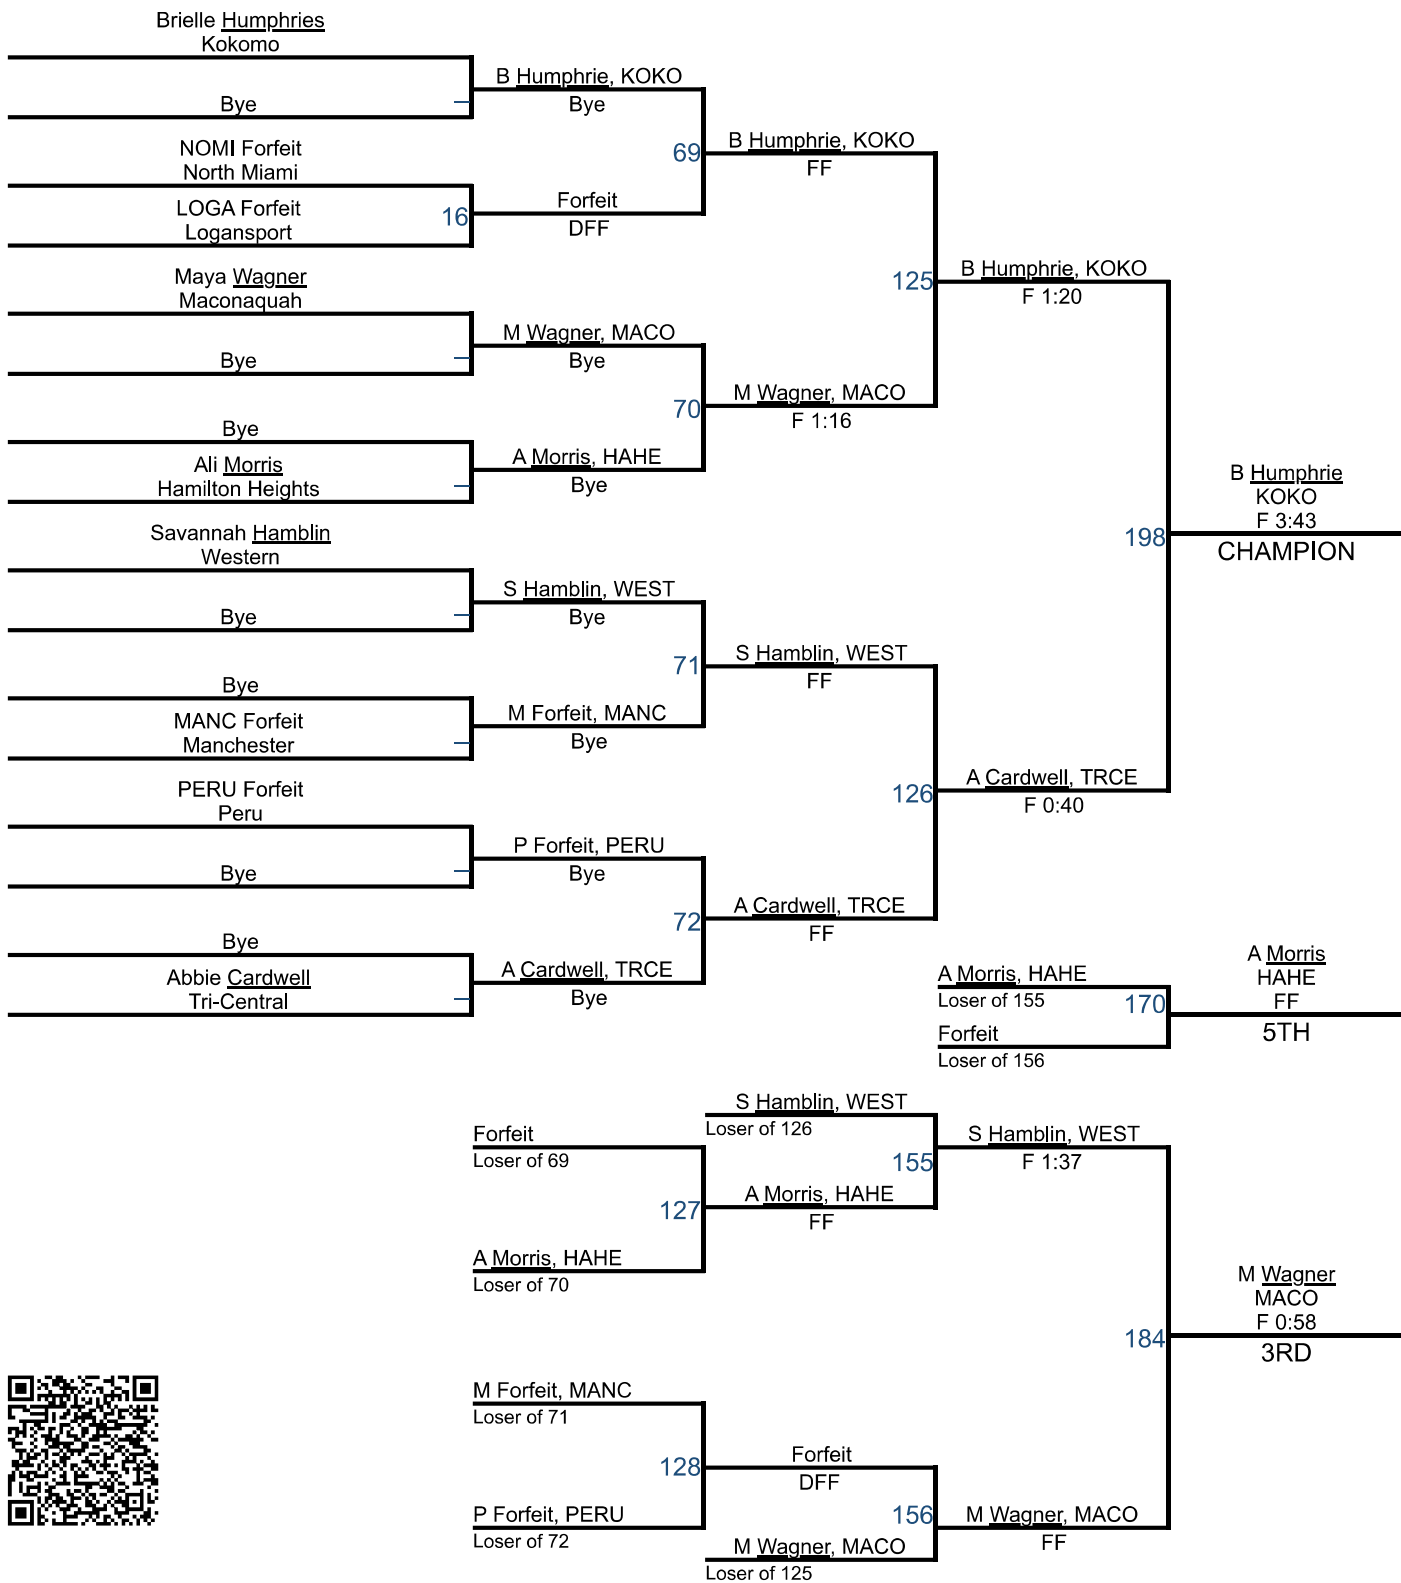 Brielle Humphries
Kokomo
Bye
NOMI Forfeit
North Miami
LOGA Forfeit
Logansport
16
Maya Wagner
Maconaquah
Bye
Bye
Ali Morris
Hamilton Heights
Savannah Hamblin
Western
Bye
Bye
MANC Forfeit
Manchester
PERU Forfeit
Peru
Bye
Bye
Abbie Cardwell
Tri-Central
B Humphrie, KOKO
Bye
69
Forfeit
DFF
M Wagner, MACO
Bye
70
A Morris, HAHE
Bye
S Hamblin, WEST
Bye
71
M Forfeit, MANC
Bye
P Forfeit, PERU
Bye
72
A Cardwell, TRCE
Bye
B Humphrie, KOKO
FF
125
M Wagner, MACO
F 1:16
S Hamblin, WEST
FF
126
A Cardwell, TRCE
FF
B Humphrie, KOKO
F 1:20
198
A Cardwell, TRCE
F 0:40
B Humphrie
KOKO
F 3:43
CHAMPION
A Morris, HAHE
Loser of 155
170
Forfeit
Loser of 156
A Morris
HAHE
FF
5TH
Forfeit
Loser of 69
127
A Morris, HAHE
Loser of 70
S Hamblin, WEST
Loser of 126
155
A Morris, HAHE
FF
S Hamblin, WEST
F 1:37
184
M Wagner
MACO
F 0:58
3RD
M Forfeit, MANC
Loser of 71
128
P Forfeit, PERU
Loser of 72
Forfeit
DFF
156
M Wagner, MACO
Loser of 125
M Wagner, MACO
FF